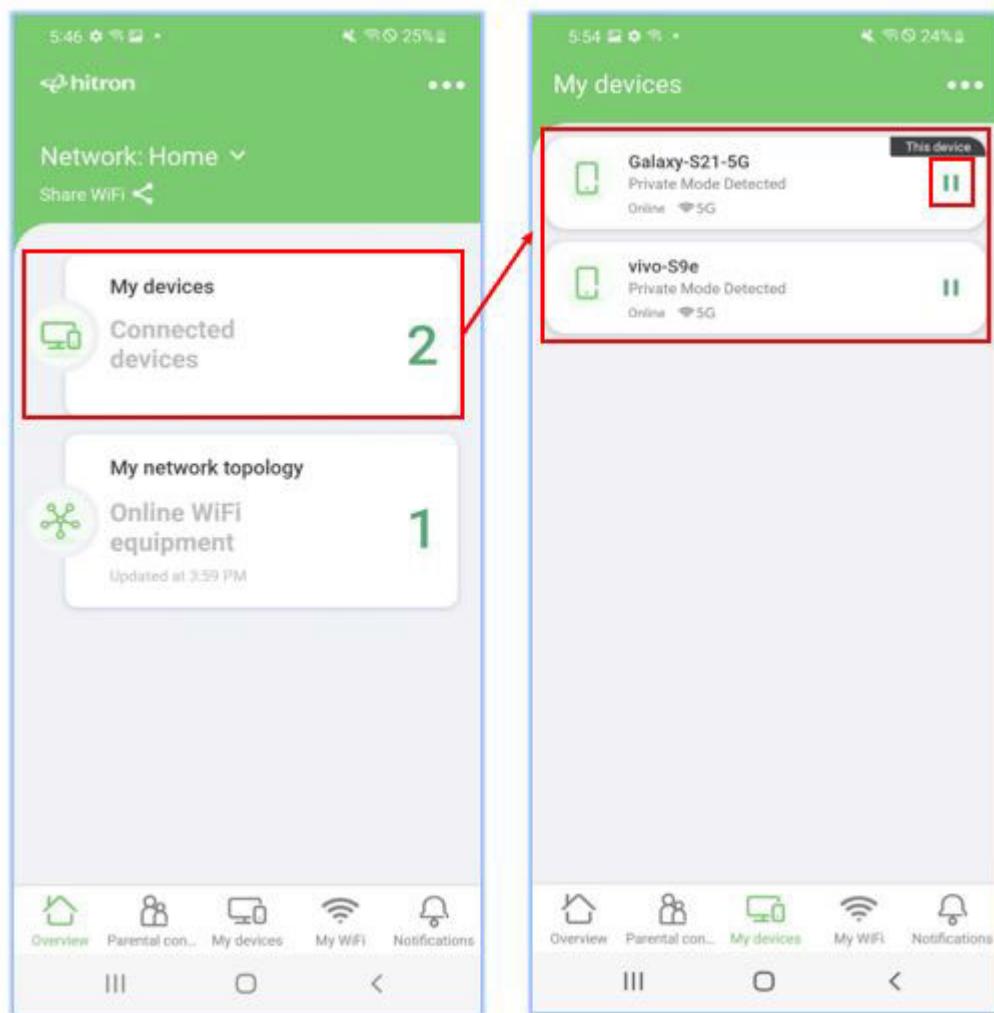 5:46
25%
hitron
Network: Home
Share WiFi
My devices
Connected
devices
2
My network topology
Online WiFi
equipment
1
Updated at 3:59 PM
Overview
Parental con...
My devices
My WiFi
Notifications
5:54
24%
My devices
This device
Galaxy-S21-5G
Private Mode Detected
Online 5G
vivo-S9e
Private Mode Detected
Online 5G
Overview
Parental con...
My devices
My WiFi
Notifications